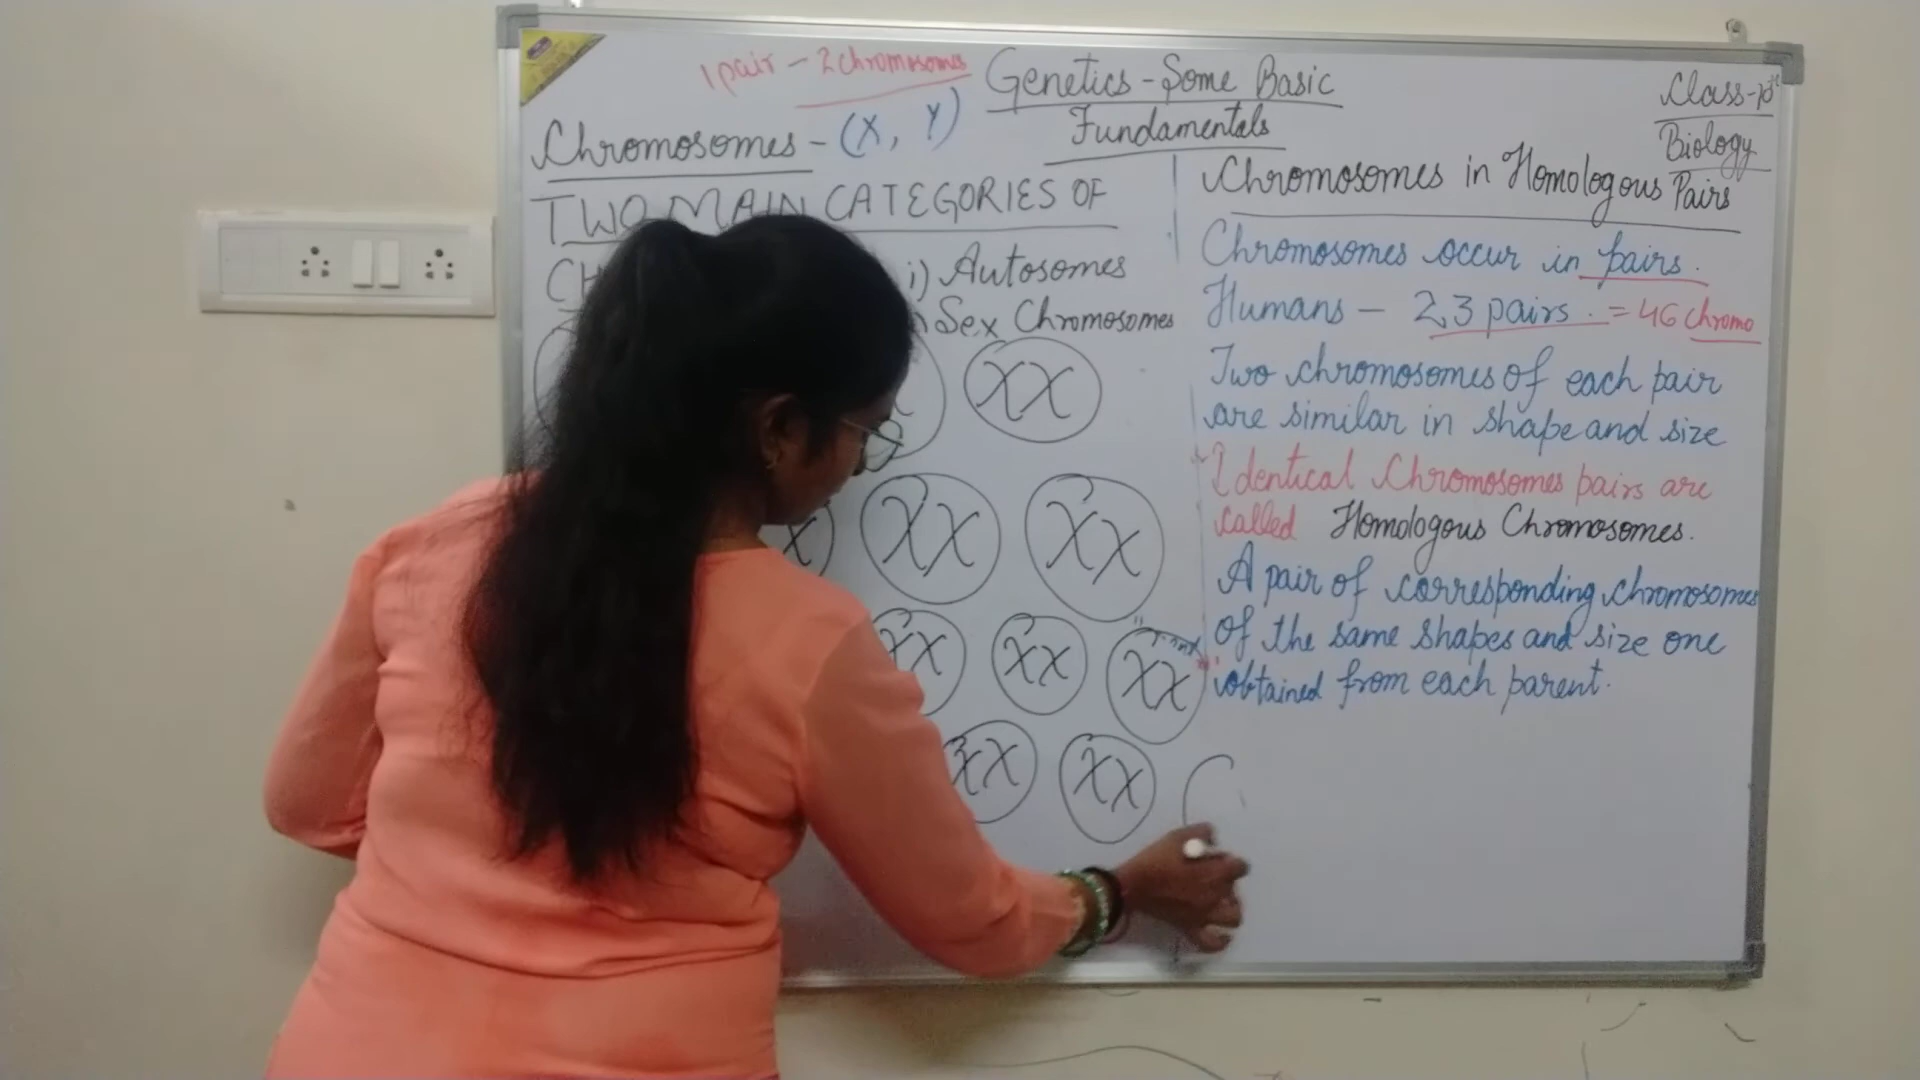 1 pair - 2 chromosomes
Genetics - Some Basic
Fundamentals
Class-10th
Biology
Chromosomes - (X, Y)
TWO MAIN CATEGORIES OF
CH
i) Autosomes
Sex Chromosomes
XX
XX
XX
XX
XX
XX
XX
XX
Chromosomes in Homologous Pairs
Chromosomes occur in pairs.
Humans - 23 pairs. = 46 chromo
Two chromosomes of each pair
are similar in shape and size
Identical Chromosomes pairs are
called Homologous Chromosomes.
A pair of corresponding chromosomes
of the same shapes and size one
obtained from each parent.